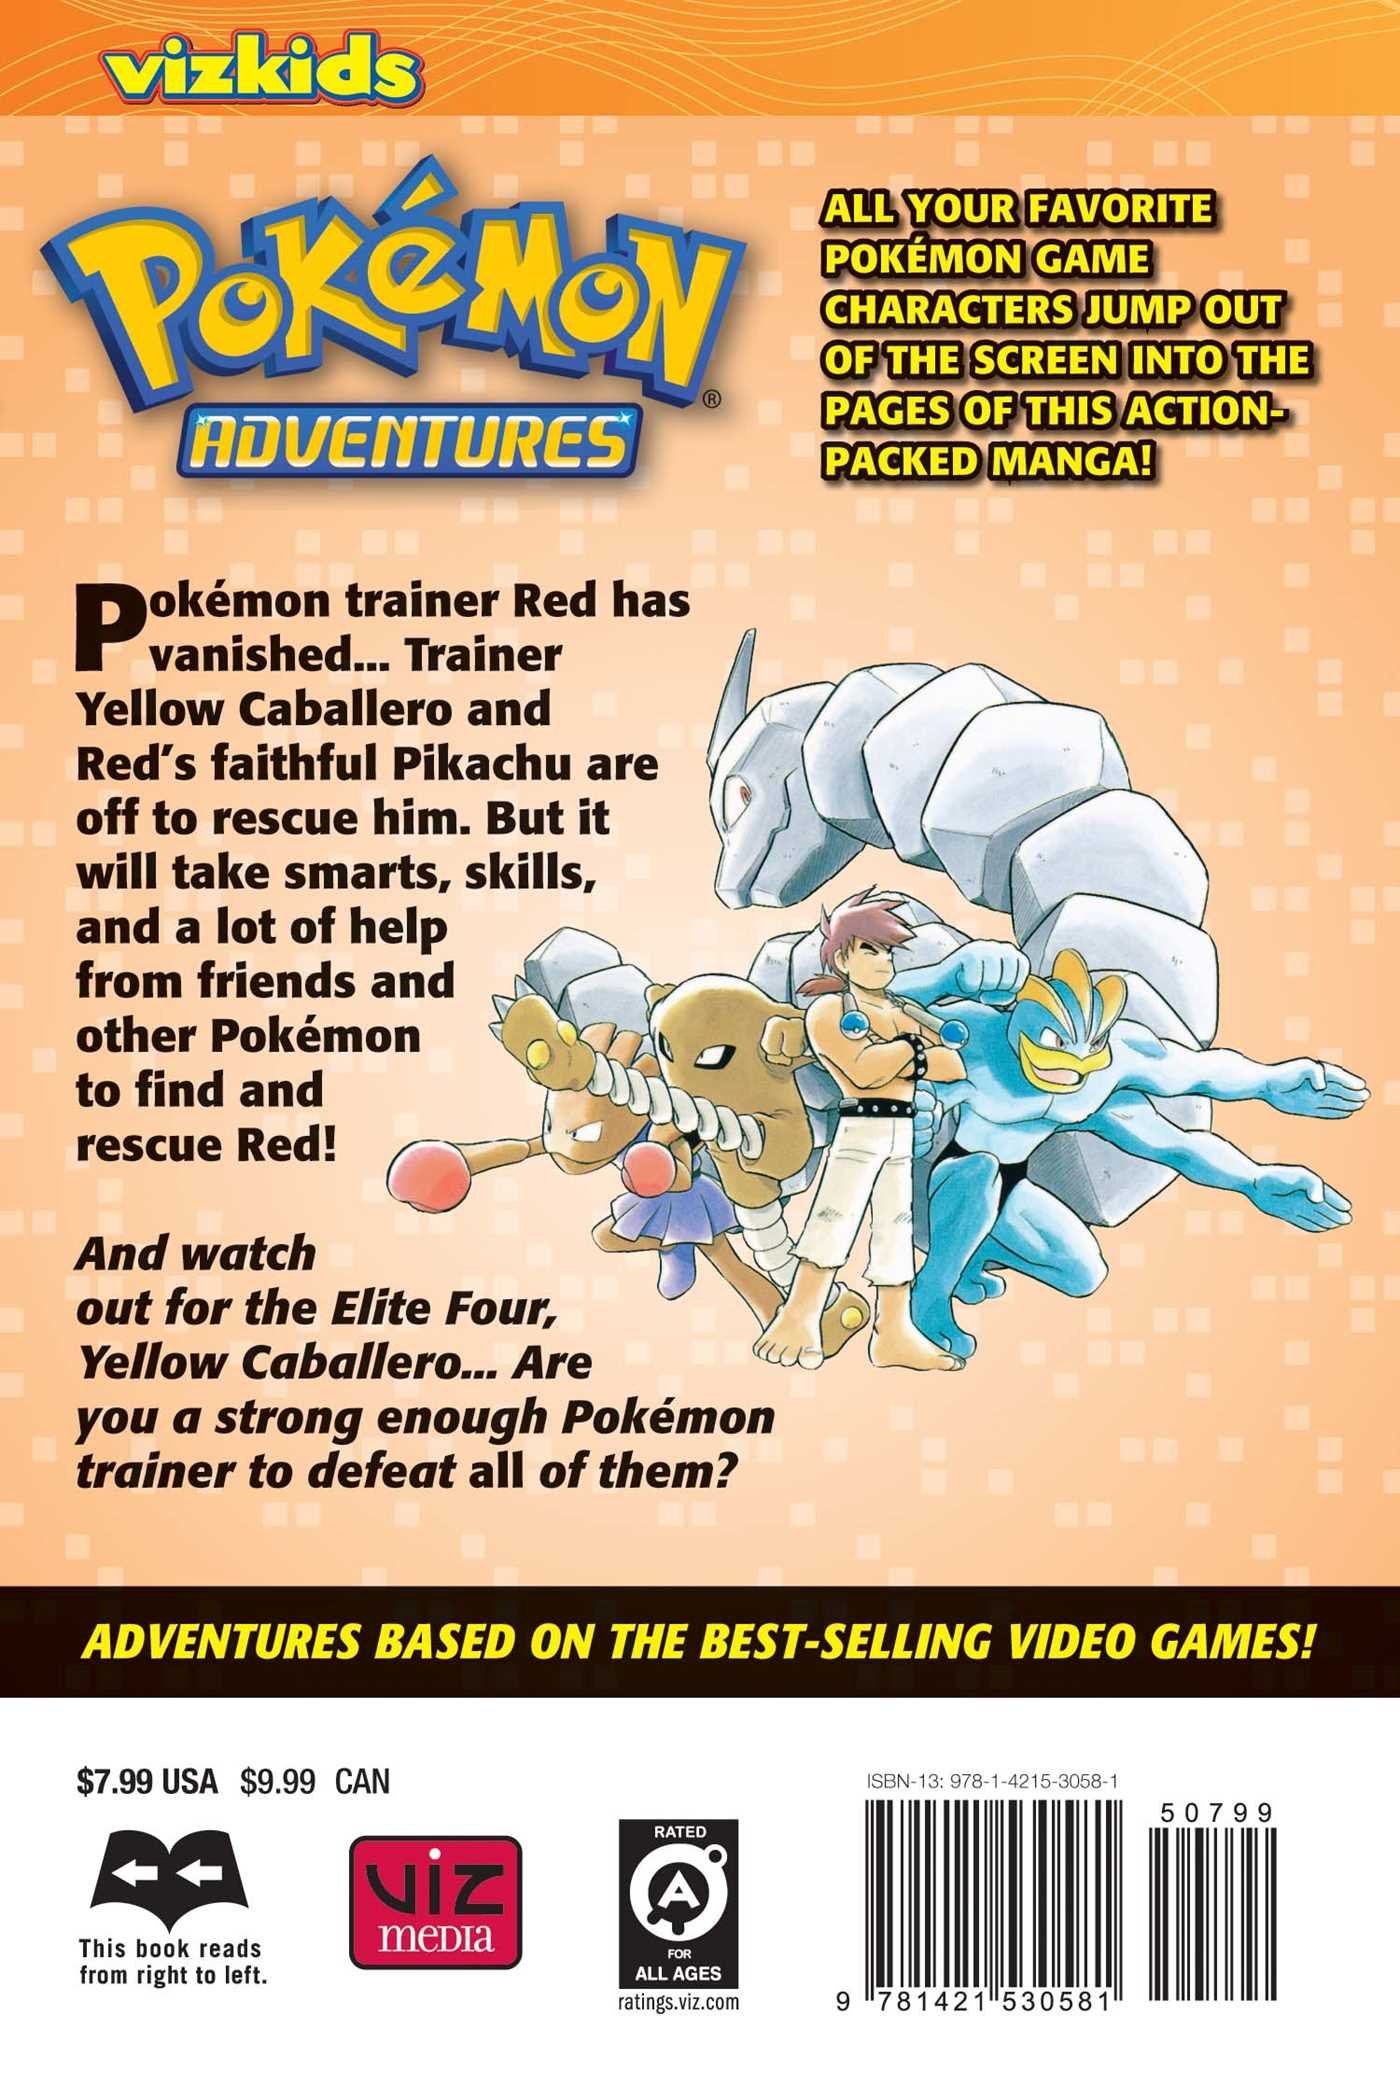 vizkids
POKéMON
®
ADVENTURES
ALL YOUR FAVORITE
POKÉMON GAME
CHARACTERS JUMP OUT
OF THE SCREEN INTO THE
PAGES OF THIS ACTION-
PACKED MANGA!
Pokémon trainer Red has
vanished... Trainer
Yellow Caballero and
Red's faithful Pikachu are
off to rescue him. But it
will take smarts, skills,
and a lot of help
from friends and
other Pokémon
to find and
rescue Red!
And watch
out for the Elite Four,
Yellow Caballero... Are
you a strong enough Pokémon
trainer to defeat all of them?
ADVENTURES BASED ON THE BEST-SELLING VIDEO GAMES!
$7.99 USA $9.99 CAN
This book reads
from right to left.
viz
media
RATED
A
FOR
ALL AGES
ratings.viz.com
ISBN-13: 978-1-4215-3058-1
50799
9 781421 530581